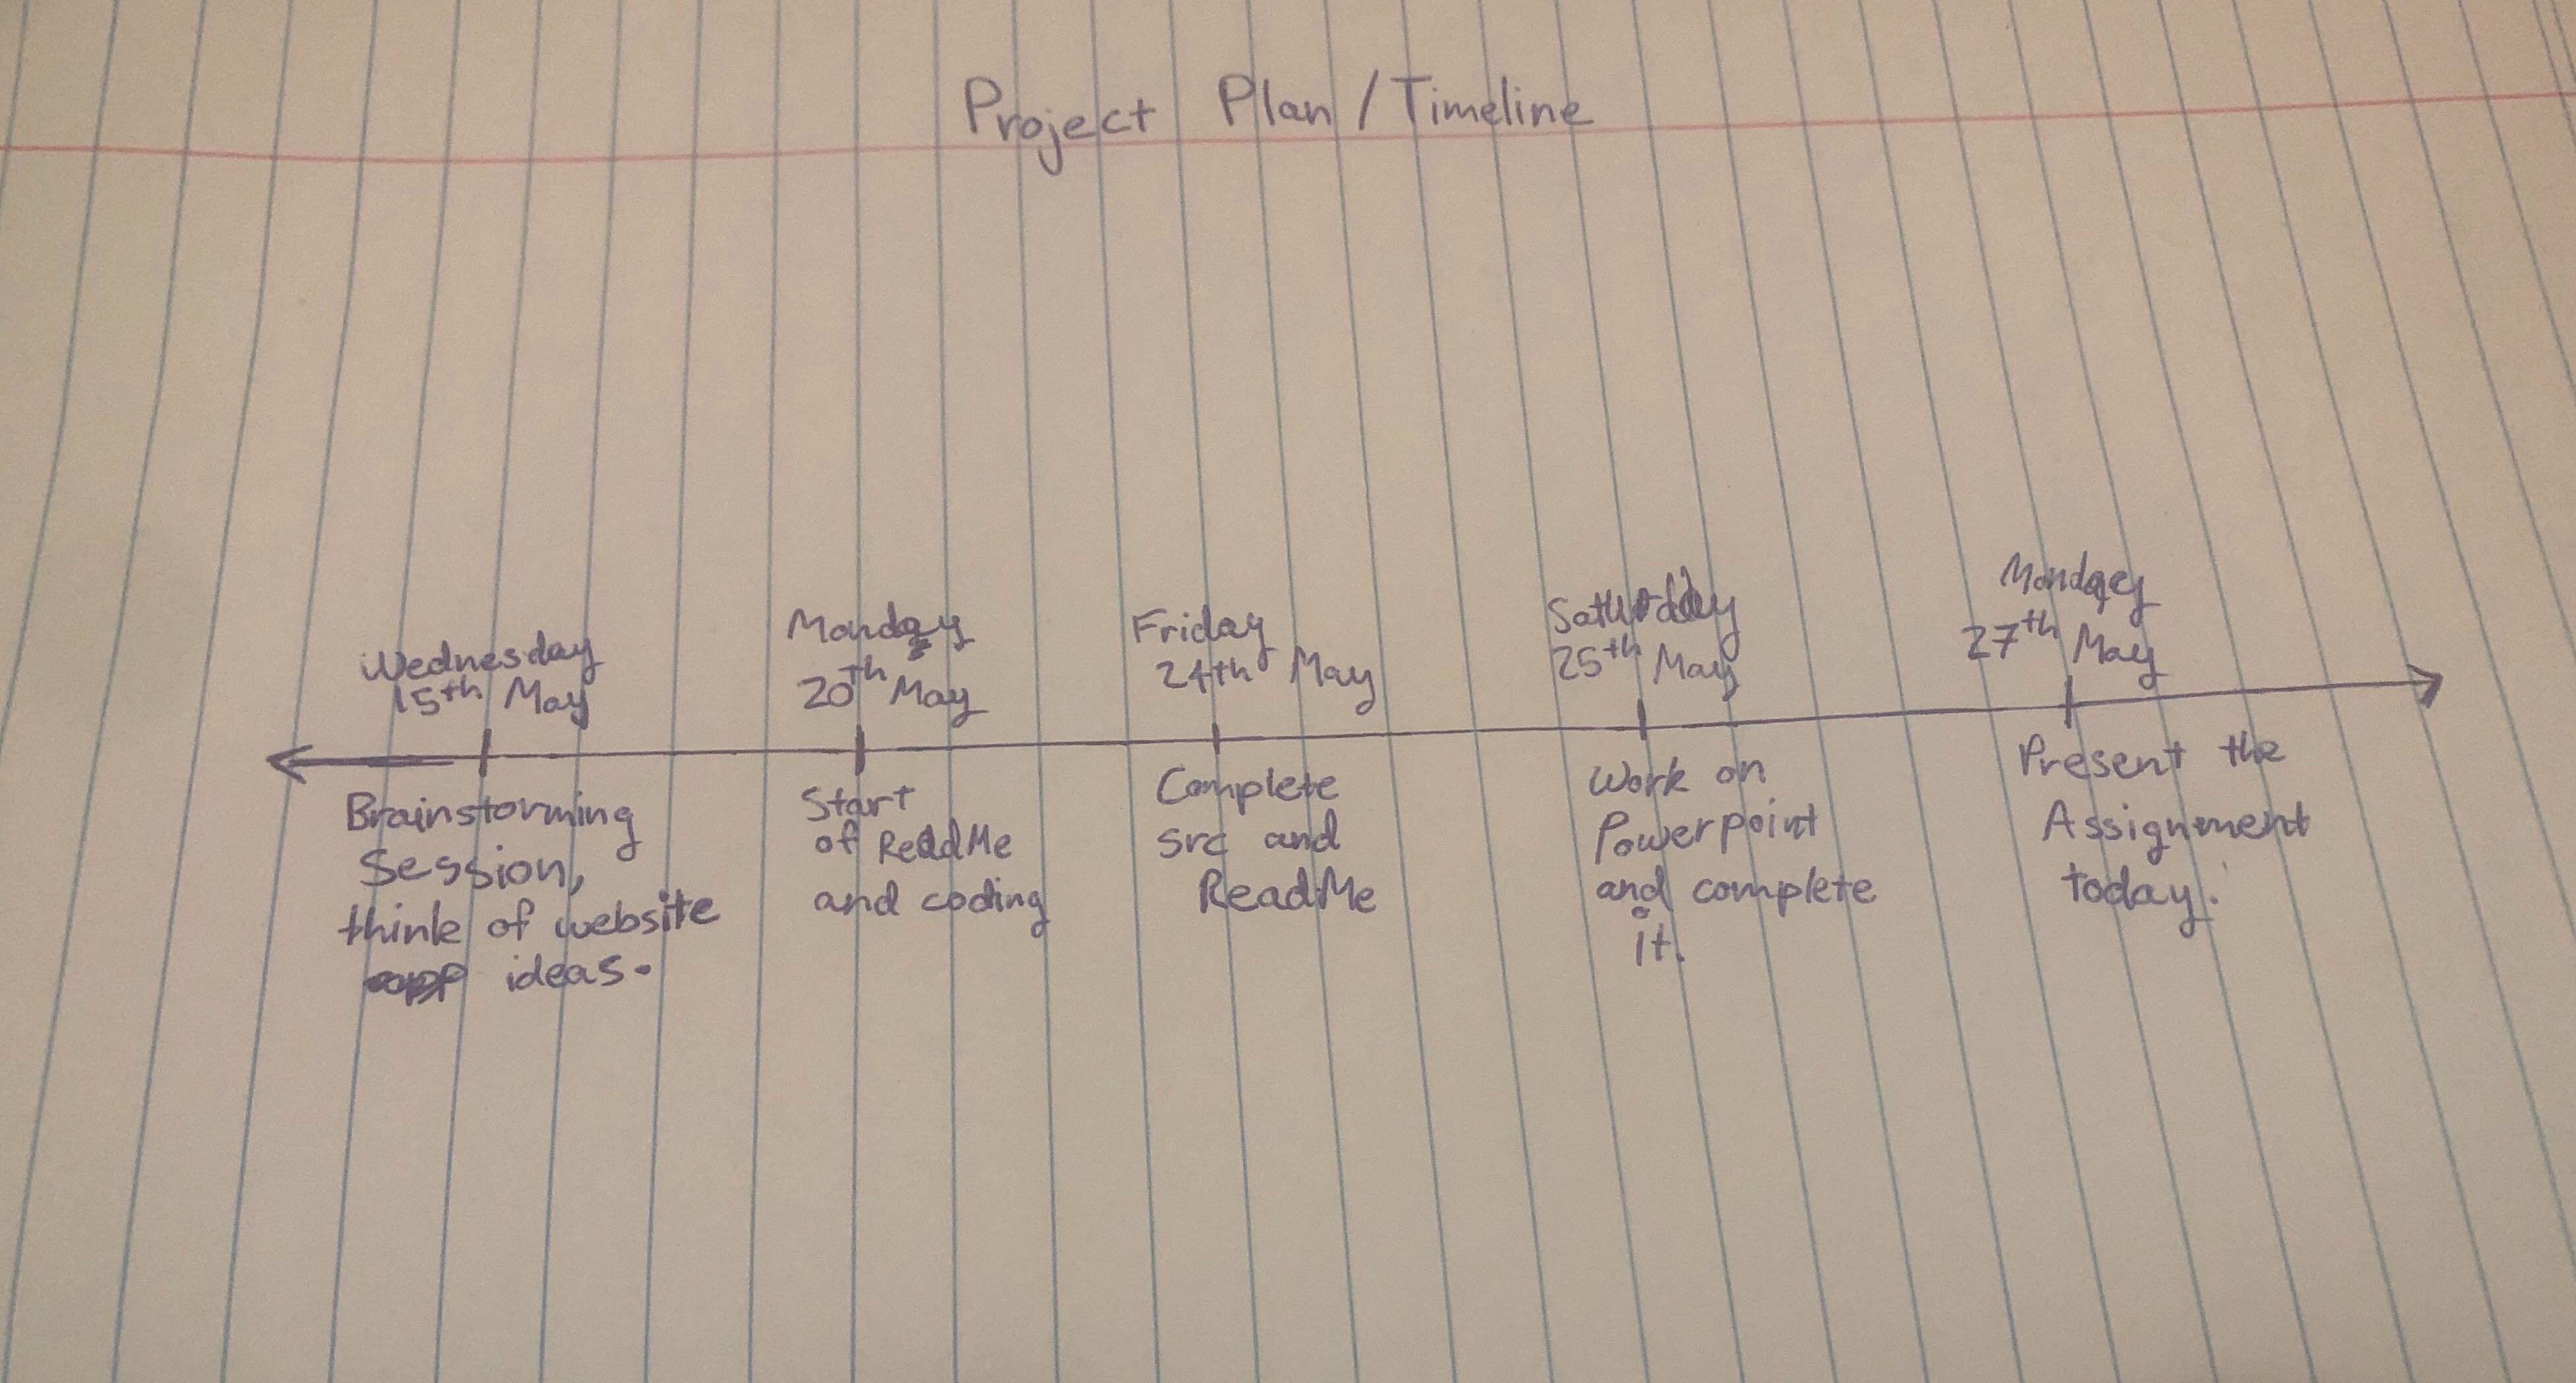 Project Plan / Timeline
Wednesday
15th May
Brainstorming
Session,
think of website
ideas.
Monday
20th May
Start
of ReadMe
and coding
Friday
24th May
Complete
src and
ReadMe
Saturday
25th May
Work on
Powerpoint
and complete
it.
Monday
27th May
Present the
Assignment
today.